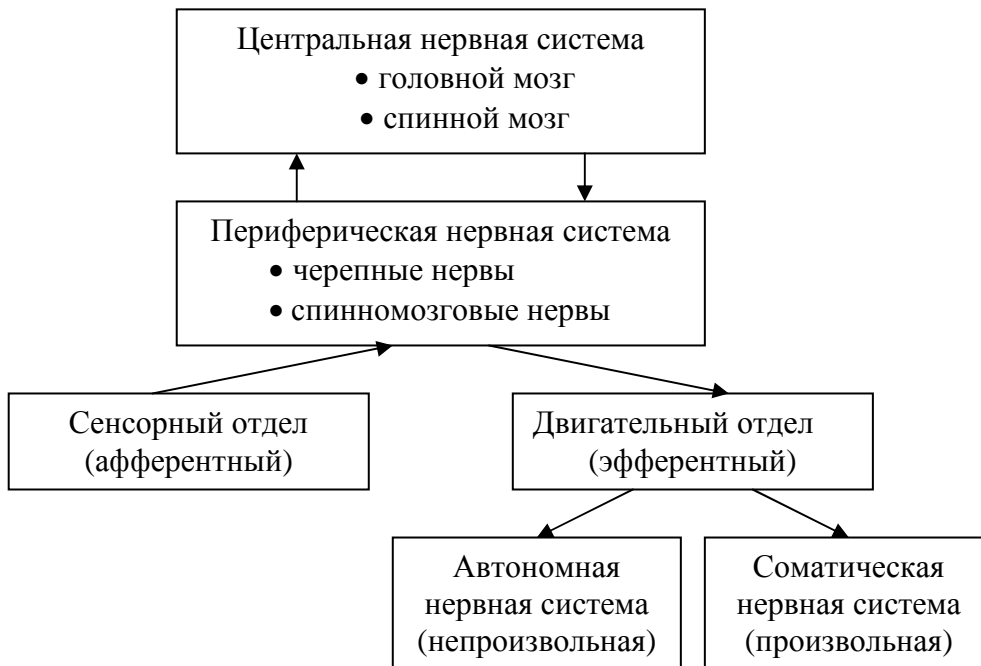 Центральная нервная система
• головной мозг
• спинной мозг
Периферическая нервная система
• черепные нервы
• спинномозговые нервы
Сенсорный отдел
(афферентный)
Двигательный отдел
(эфферентный)
Автономная
нервная система
(непроизвольная)
Соматическая
нервная система
(произвольная)